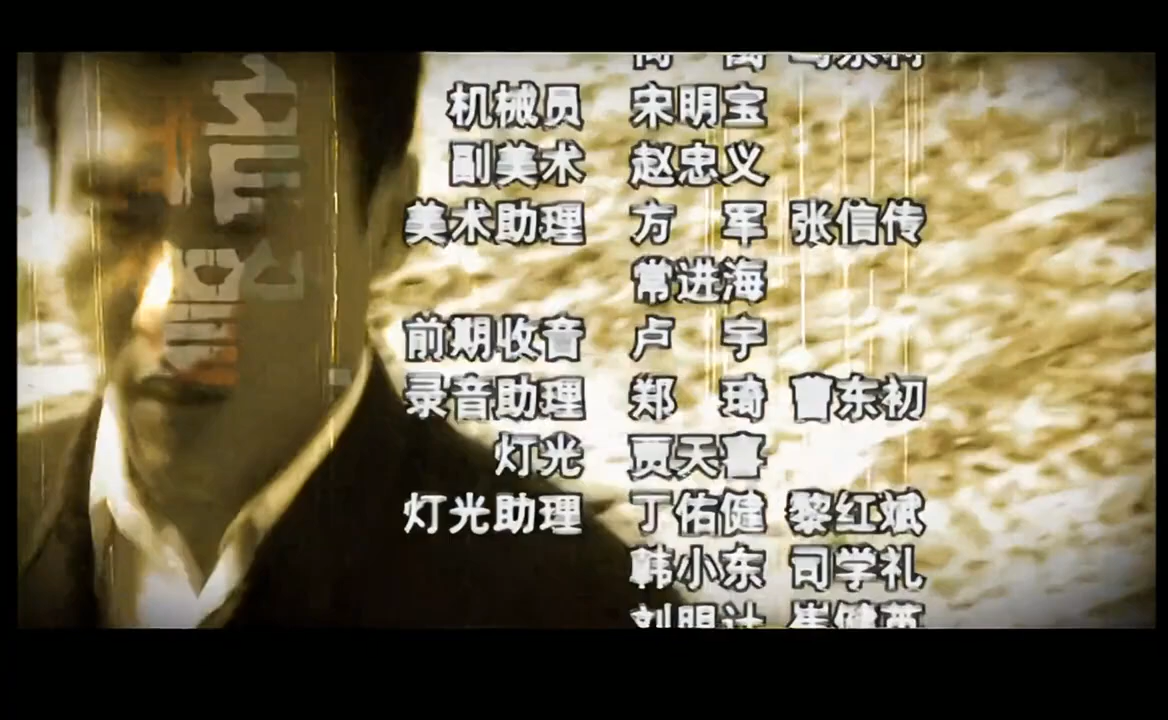 机械员 宋明宝
副美术 赵忠义
美术助理 方 军 张信传
常进海
前期收音 卢 宇
录音助理 郑 琦 曹东初
灯光 贾天喜
灯光助理 丁佑健 黎红斌
韩小东 司学礼